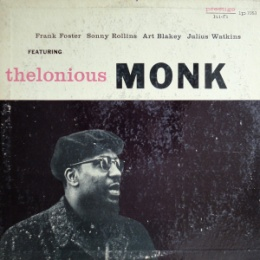 Frank Foster Sonny Rollins Art Blakey Julius Watkins
FEATURING
thelonious MONK